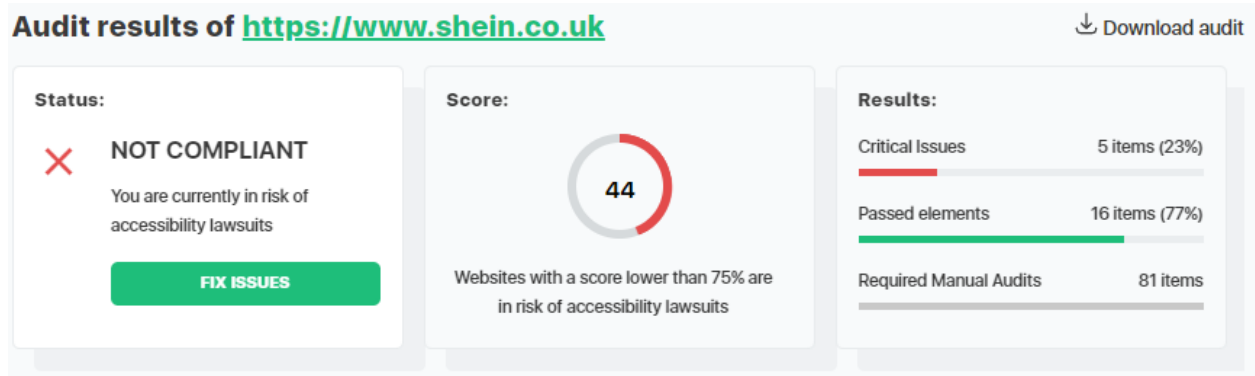 Audit results of https://www.shein.co.uk
Download audit
Status:
NOT COMPLIANT
You are currently in risk of
accessibility lawsuits
FIX ISSUES
Score:
44
Websites with a score lower than 75% are
in risk of accessibility lawsuits
Results:
Critical Issues 5 items (23%)
Passed elements 16 items (77%)
Required Manual Audits 81 items